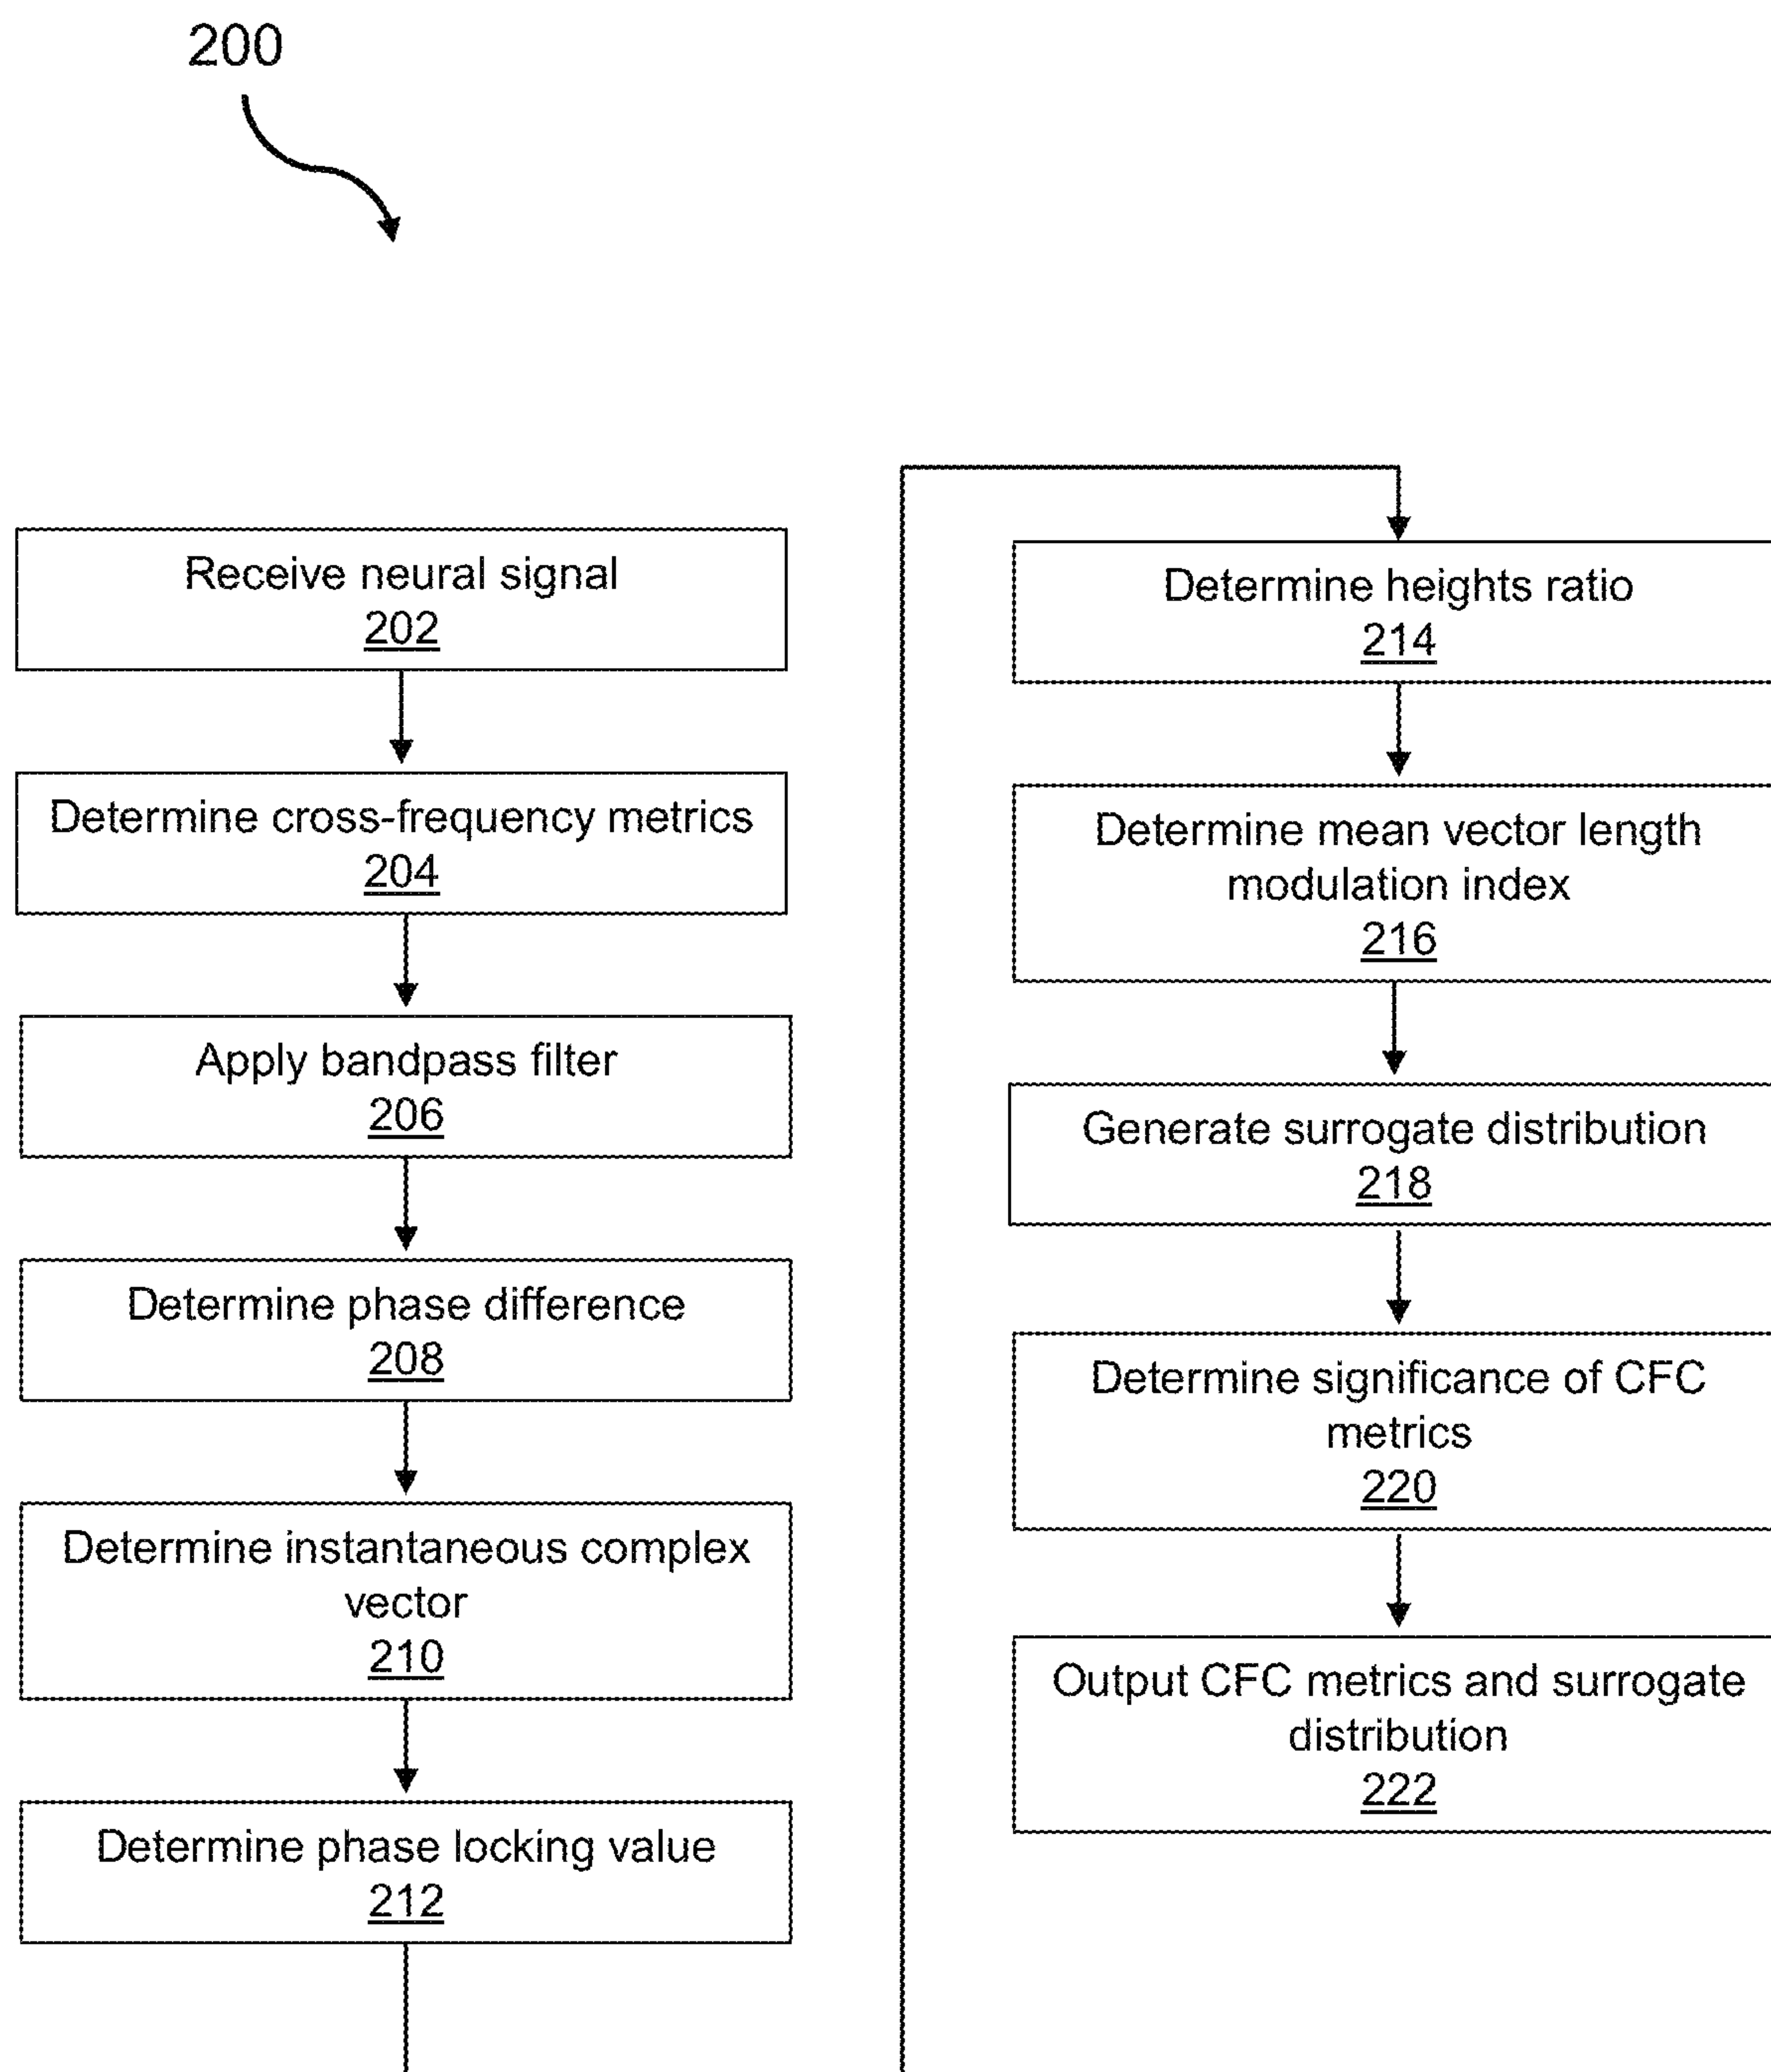 200
Receive neural signal
202
Determine cross-frequency metrics
204
Apply bandpass filter
206
Determine phase difference
208
Determine instantaneous complex
vector
210
Determine phase locking value
212
Determine heights ratio
214
Determine mean vector length
modulation index
216
Generate surrogate distribution
218
Determine significance of CFC
metrics
220
Output CFC metrics and surrogate
distribution
222